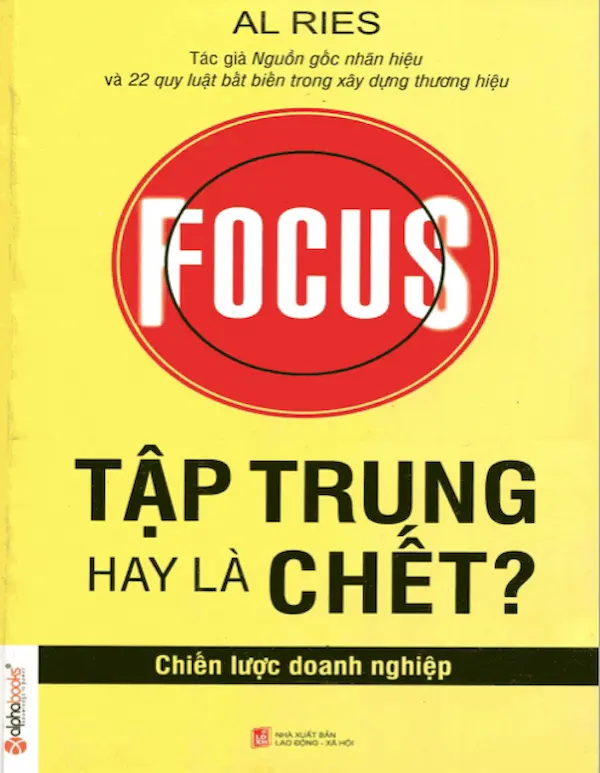 AL RIES
Tác giả Nguồn gốc nhãn hiệu
và 22 quy luật bất biến trong xây dựng thương hiệu
FOCUS
TẬP TRUNG
HAY LÀ CHẾT?
Chiến lược doanh nghiệp
alphabooks
NHÀ XUẤT BẢN
LAO ĐỘNG - XÃ HỘI